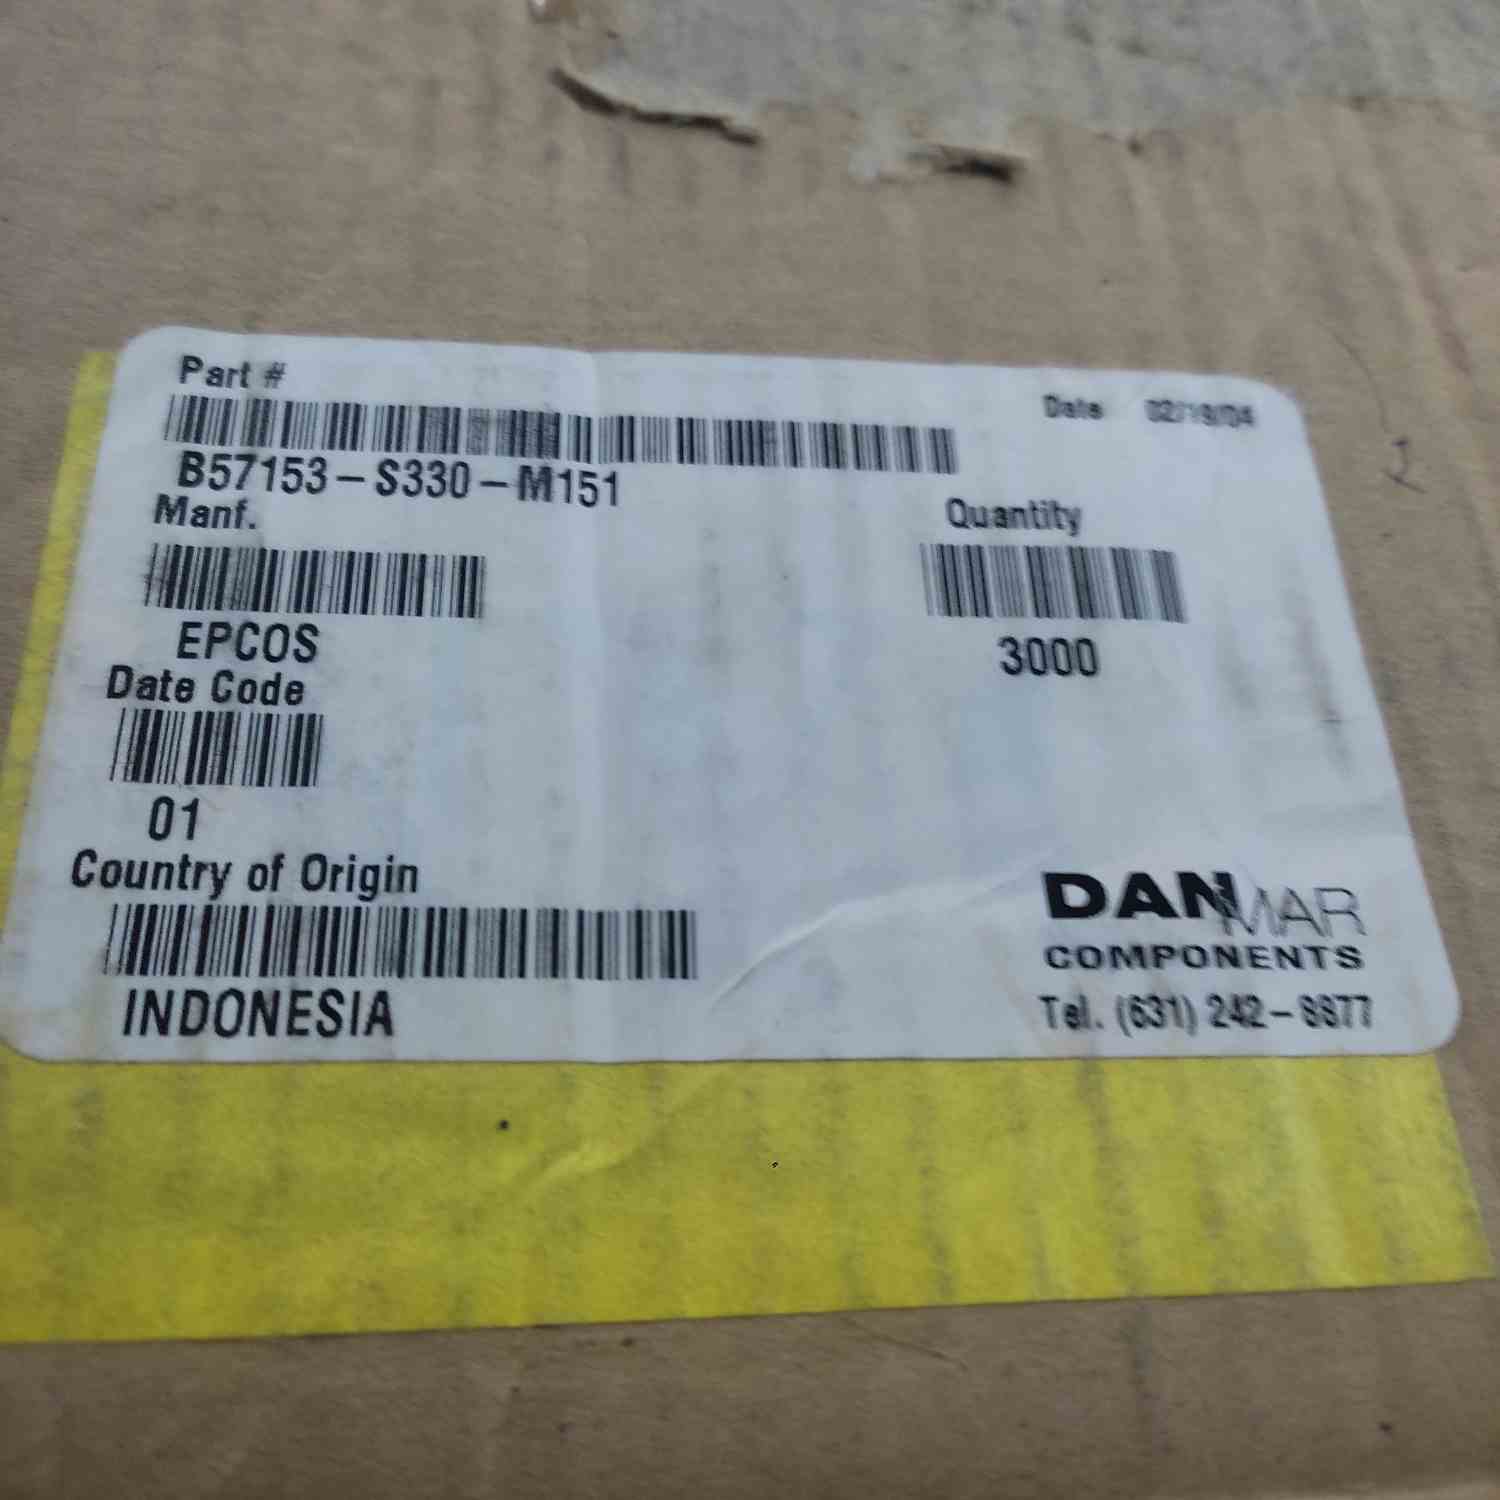 Part #
Date 02/19/04
B57153-S330-M151
Manf.
Quantity
EPCOS
3000
Date Code
01
Country of Origin
INDONESIA
DANMAR
COMPONENTS
Tel. (631) 242-8877